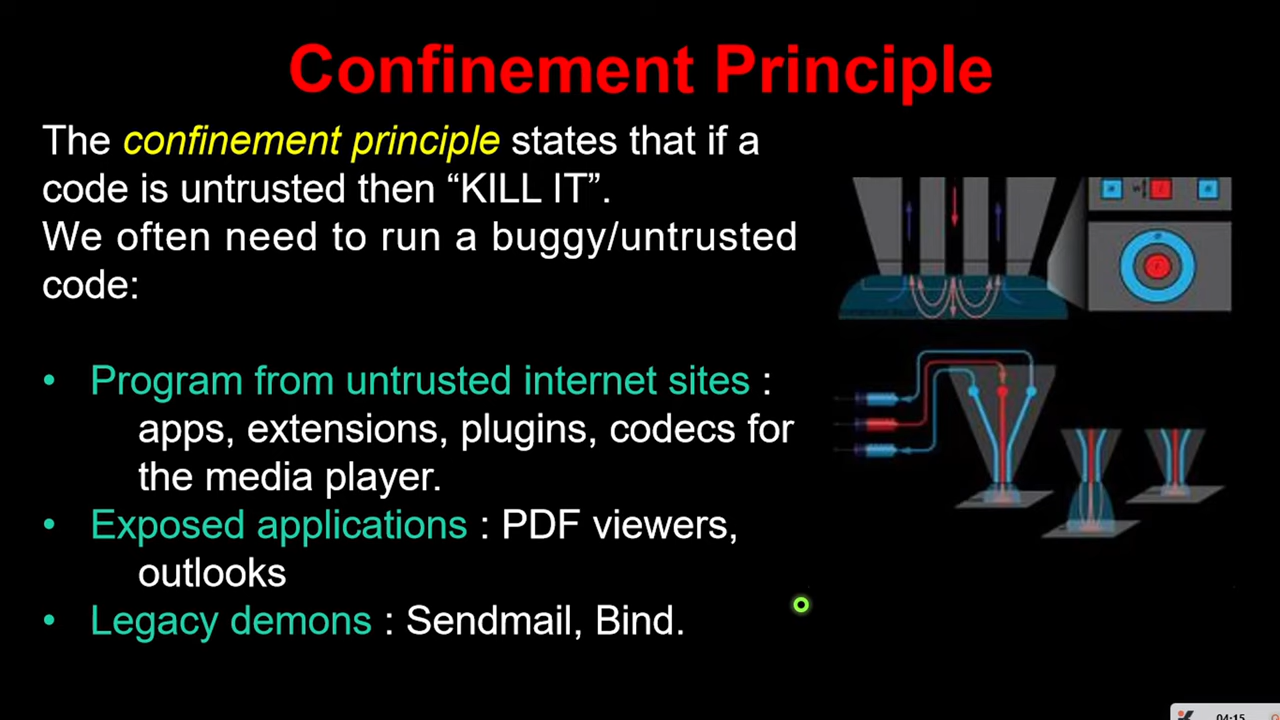 Confinement Principle
The confinement principle states that if a
code is untrusted then “KILL IT”.
We often need to run a buggy/untrusted
code:
• Program from untrusted internet sites :
apps, extensions, plugins, codecs for
the media player.
• Exposed applications : PDF viewers,
outlooks
• Legacy demons : Sendmail, Bind.
04:15